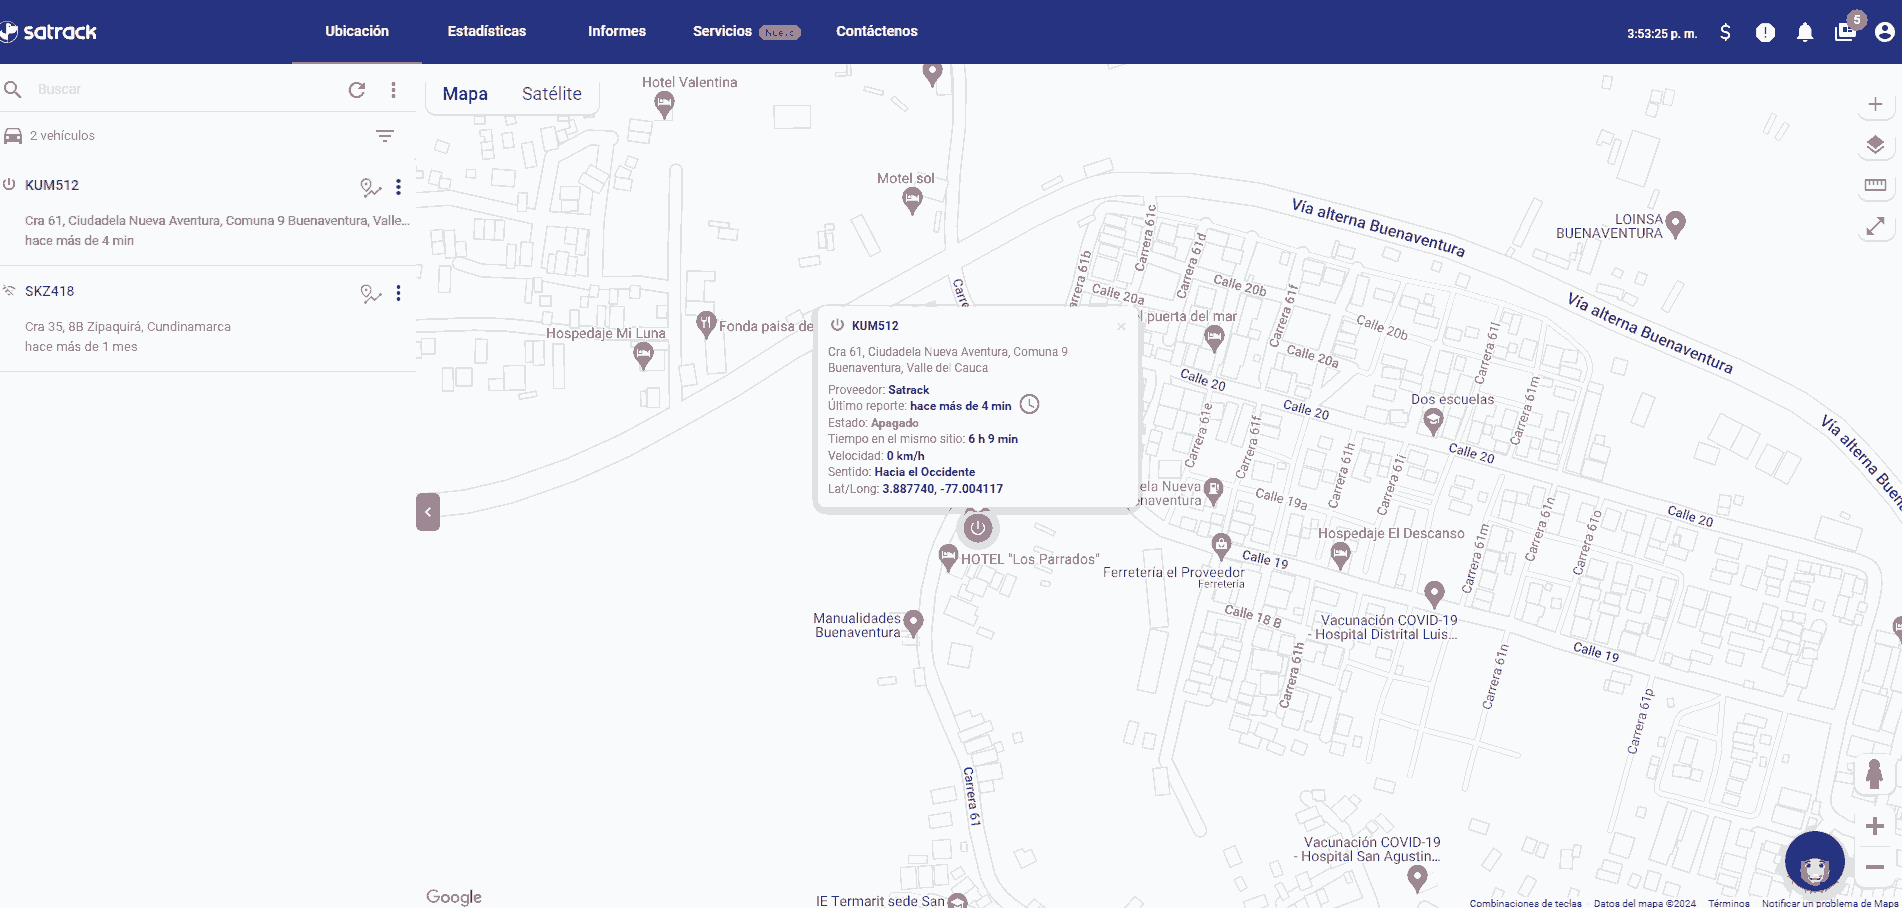 satrack
Ubicación
Estadísticas
Informes
Servicios Nuevo
Contáctenos
3:53:25 p. m.
$
5
Buscar
2 vehículos
KUM512
Cra 61, Ciudadela Nueva Aventura, Comuna 9 Buenaventura, Valle...
hace más de 4 min
SKZ418
Cra 35, 8B Zipaquirá, Cundinamarca
hace más de 1 mes
Mapa
Satélite
Hotel Valentina
Motel sol
Vía alterna Buenaventura
LOINSA
BUENAVENTURA
Carrera 61c
Carrera 61d
arrera 61b
Calle 20a
Calle 20b
Carrera 61f
Vía alterna Buenaventura
Carre
Hospedaje Mi Luna
Fonda paisa de
l puerta del mar
Calle 20b
Calle 20a
Carrera 61l
KUM512
Cra 61, Ciudadela Nueva Aventura, Comuna 9
Buenaventura, Valle del Cauca
Proveedor: Satrack
Último reporte: hace más de 4 min
Estado: Apagado
Tiempo en el mismo sitio: 6 h 9 min
Velocidad: 0 km/h
Sentido: Hacia el Occidente
Lat/Long: 3.887740, -77.004117
Calle 20
Calle 20
Dos escuelas
Carrera 61m
Carrera 61e
Carrera 61f
Carrera 61h
Carrera 61i
Calle 20
Vía alterna Buen
ela Nueva
enaventura
Calle 19a
Calle 20
Carrera 61n
Carrera 61o
Carrera 61m
HOTEL "Los Parrados"
Ferretería el Proveedor
Ferretería
Calle 19
Hospedaje El Descanso
Manualidades
Buenaventura
Calle 18 B
Vacunación COVID-19
- Hospital Distrital Luis...
Calle 19
Carrera 61h
Carrera 61n
Carrera 61p
Carrera 61
Vacunación COVID-19
- Hospital San Agustin...
IE Termarit sede San
Google
Combinaciones de teclas
Datos del mapa ©2024
Términos
Notificar un problema de Maps